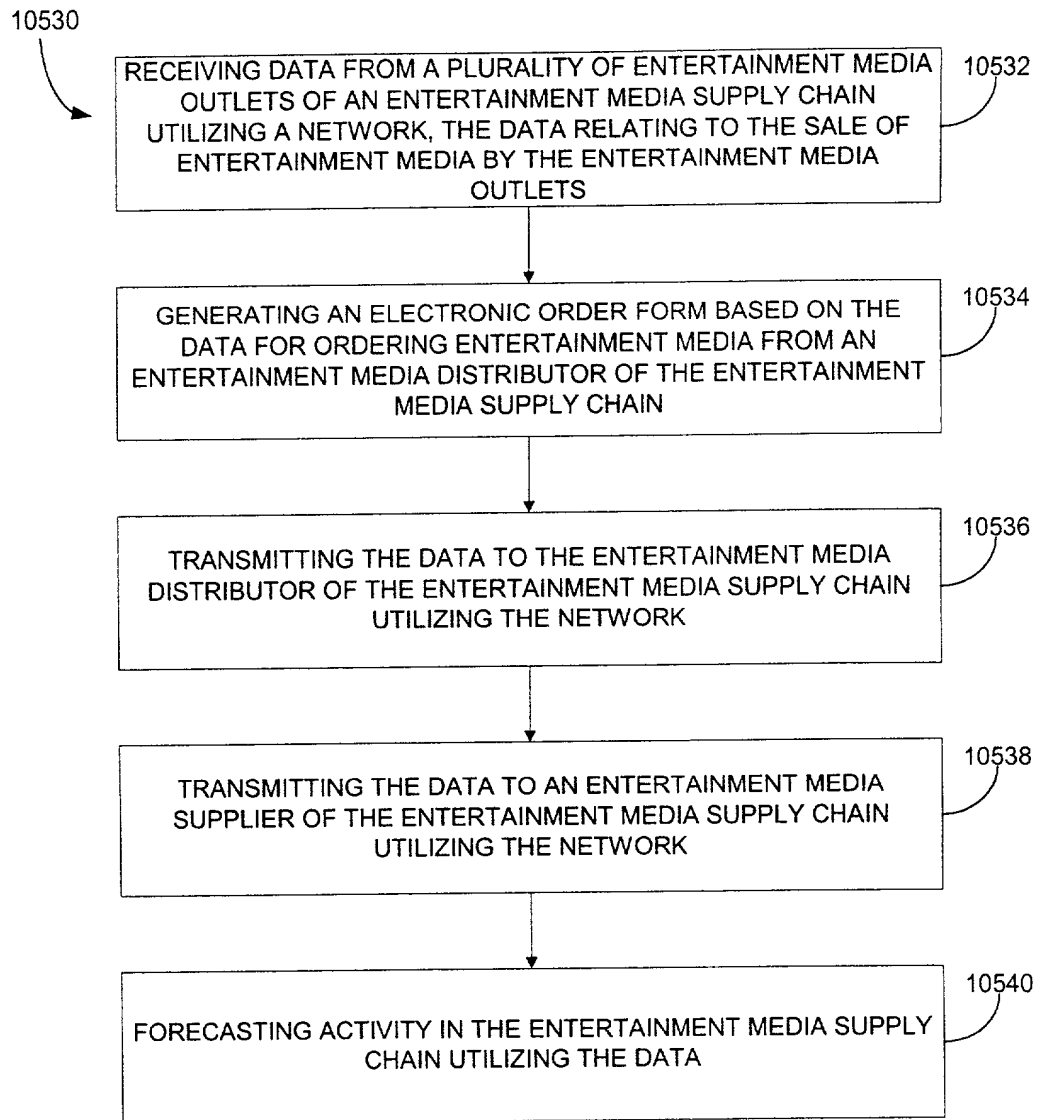 10530
RECEIVING DATA FROM A PLURALITY OF ENTERTAINMENT MEDIA
OUTLETS OF AN ENTERTAINMENT MEDIA SUPPLY CHAIN
UTILIZING A NETWORK, THE DATA RELATING TO THE SALE OF
ENTERTAINMENT MEDIA BY THE ENTERTAINMENT MEDIA
OUTLETS
10532
GENERATING AN ELECTRONIC ORDER FORM BASED ON THE
DATA FOR ORDERING ENTERTAINMENT MEDIA FROM AN
ENTERTAINMENT MEDIA DISTRIBUTOR OF THE ENTERTAINMENT
MEDIA SUPPLY CHAIN
10534
TRANSMITTING THE DATA TO THE ENTERTAINMENT MEDIA
DISTRIBUTOR OF THE ENTERTAINMENT MEDIA SUPPLY CHAIN
UTILIZING THE NETWORK
10536
TRANSMITTING THE DATA TO AN ENTERTAINMENT MEDIA
SUPPLIER OF THE ENTERTAINMENT MEDIA SUPPLY CHAIN
UTILIZING THE NETWORK
10538
FORECASTING ACTIVITY IN THE ENTERTAINMENT MEDIA SUPPLY
CHAIN UTILIZING THE DATA
10540